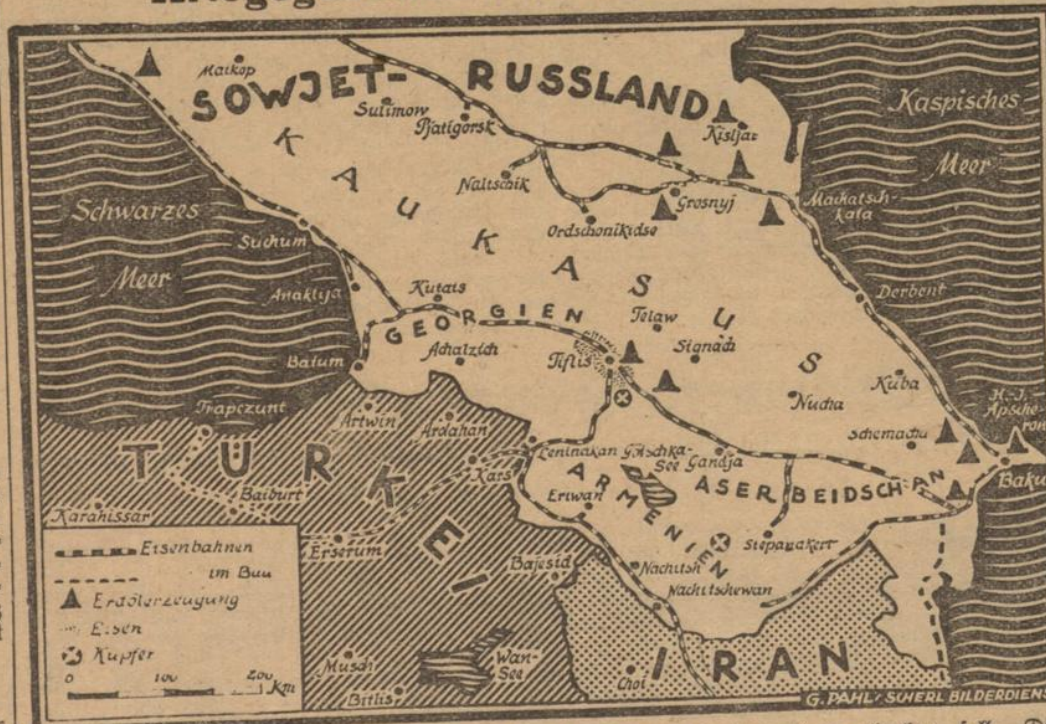 Maikop
SOWJET-RUSSLAND
Sulimow
Pjatigorsk
Kisljar
Kaspisches
Meer
KAUKASUS
Naltschik
Grosnyj
Machatsch-
kala
Ordschonikidse
Schwarzes
Meer
Suchum
Anaklija
Kutais
Derbent
GEORGIEN
Telaw
Signach
Achalzich
Tiflis
Batum
Kuba
Nucha
H.-I.
Apsche-
ron
Trapezunt
Artwin
Ardahan
Schemacha
TÜRKEI
Leninakan
Kars
See
Gandja
Baku
ARMENIEN
ASERBEIDSCHAN
Baiburt
Eriwan
Karahissar
Erserum
Stepanakert
Bajesid
Nachitsch
Nachitschewan
Eisenbahnen
im Bau
Erdölerzeugung
Eisen
Kupfer
0 100 200 Km
Musch
Wan-
See
Bitlis
Choi
IRAN
G. PAHL / SCHERL BILDERDIENS